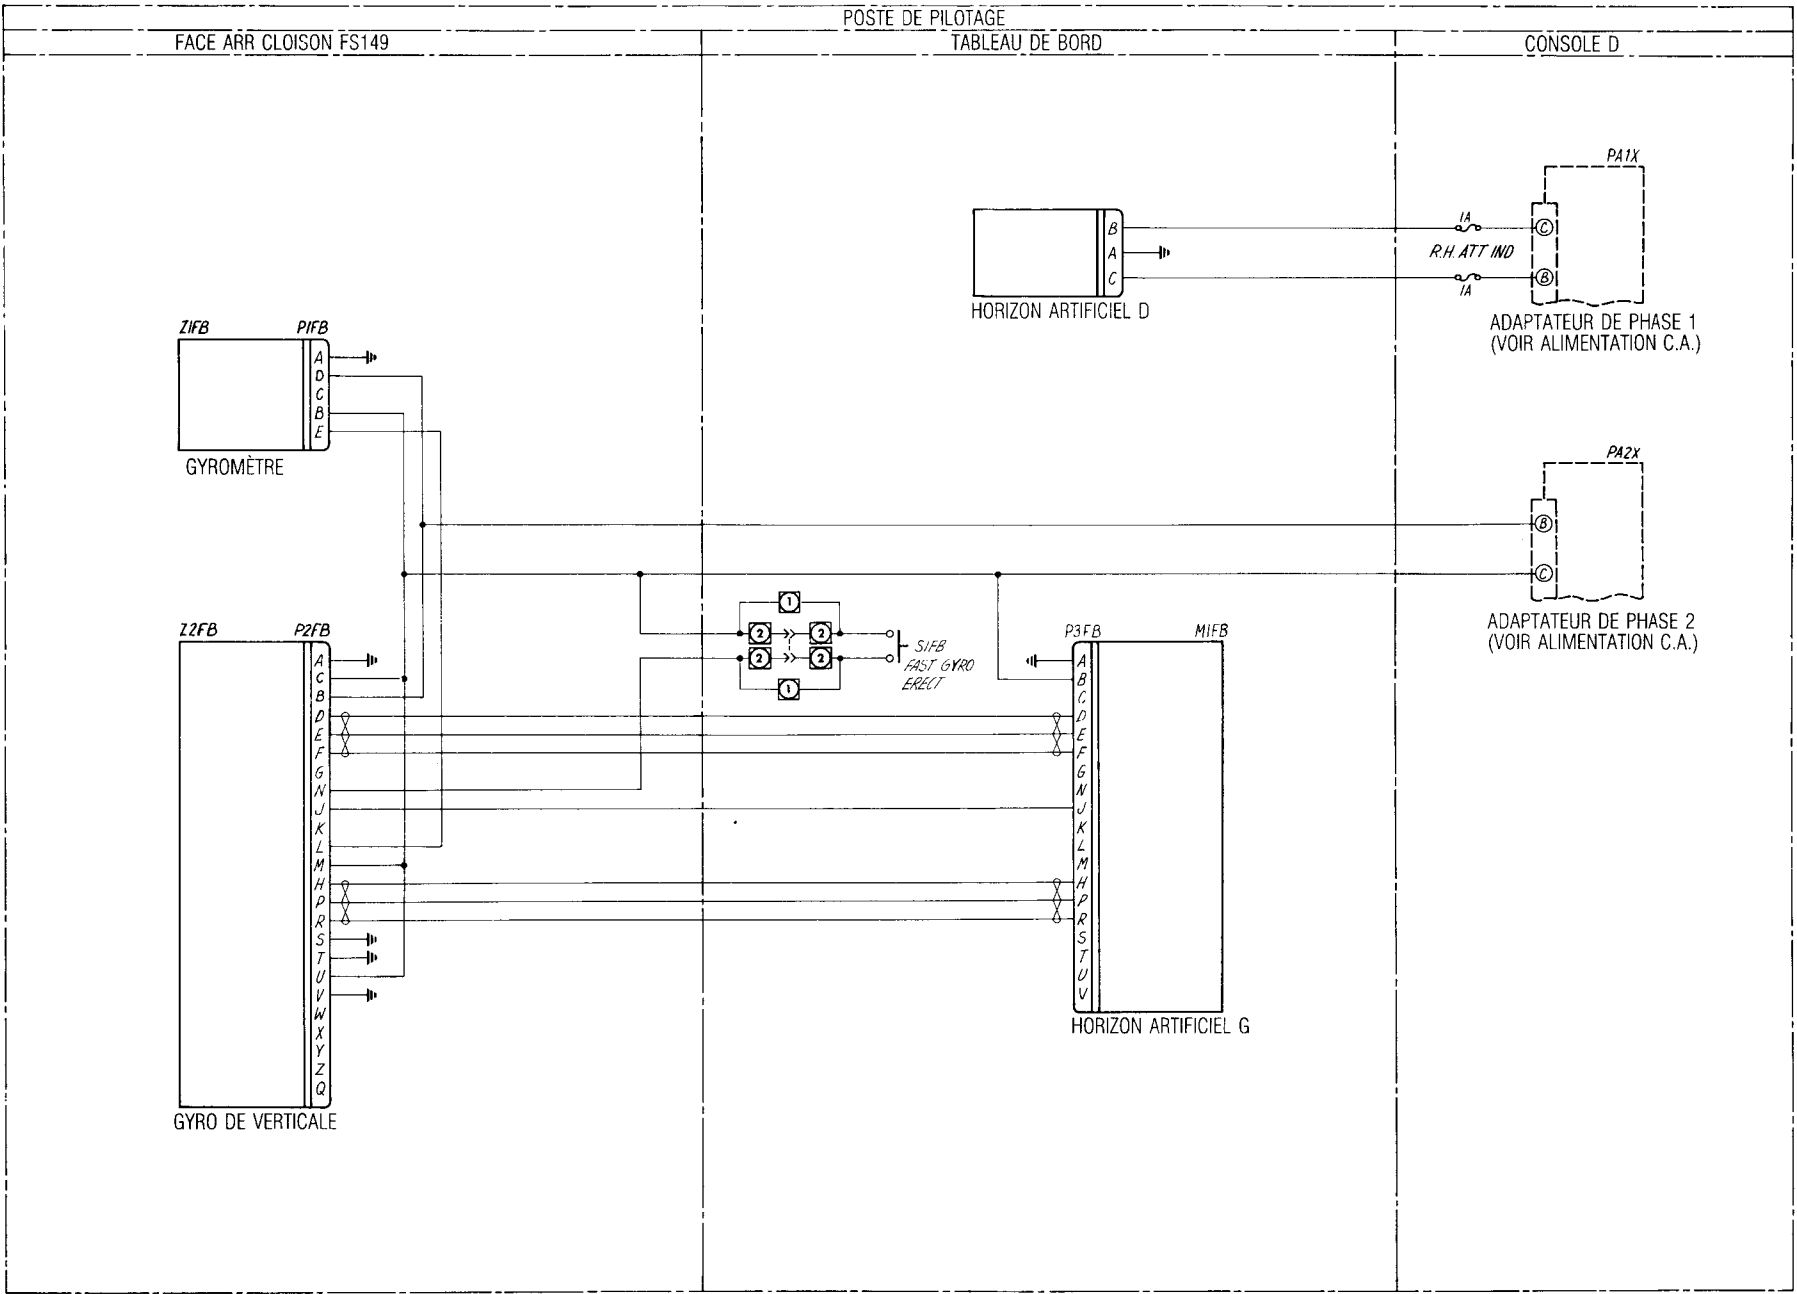 POSTE DE PILOTAGE
FACE ARR CLOISON FS149
TABLEAU DE BORD
CONSOLE D
PA1X
B
A
C
1A
R.H. ATT IND
1A
C
B
HORIZON ARTIFICIEL D
ADAPTATEUR DE PHASE 1
(VOIR ALIMENTATION C.A.)
Z1FB P1FB
A
D
C
B
E
GYROMÈTRE
PA2X
B
C
ADAPTATEUR DE PHASE 2
(VOIR ALIMENTATION C.A.)
1
2 2
2 2
1
S1FB
FAST GYRO
ERECT
Z2FB P2FB
A
C
B
D
E
F
G
N
J
K
L
M
H
P
R
S
T
U
V
W
X
Y
Z
Q
GYRO DE VERTICALE
P3FB M1FB
A
B
C
D
E
F
G
N
J
K
L
M
H
P
R
S
T
U
V
HORIZON ARTIFICIEL G